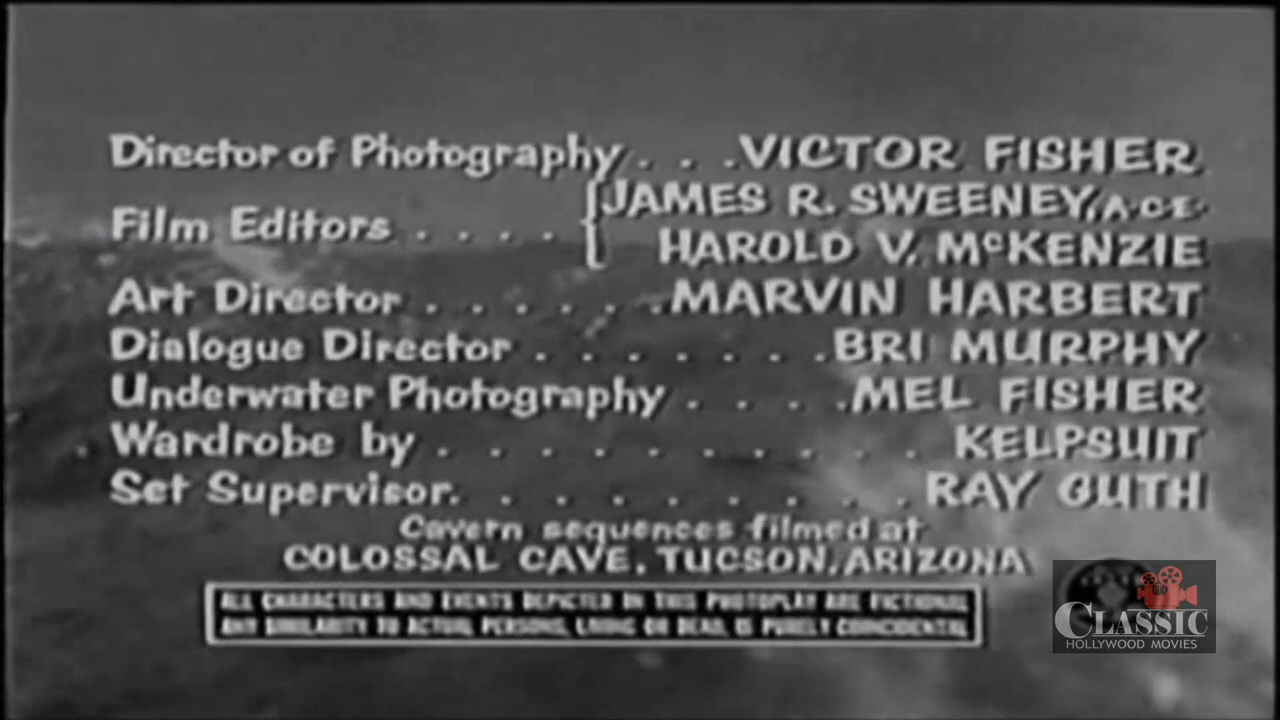 Director of Photography . . . VICTOR FISHER
Film Editors . . . . { JAMES R. SWEENEY, A.C.E.
HAROLD V. McKENZIE
Art Director . . . . . . MARVIN HARBERT
Dialogue Director . . . . . . . BRI MURPHY
Underwater Photography . . . . MEL FISHER
Wardrobe by . . . . . . . . . KELPSUIT
Set Supervisor. . . . . . . . . RAY GUTH
Cavern sequences filmed at
COLOSSAL CAVE, TUCSON, ARIZONA
ALL CHARACTERS AND EVENTS DEPICTED IN THIS PHOTOPLAY ARE FICTIONAL
ANY SIMILARITY TO ACTUAL PERSONS, LIVING OR DEAD, IS PURELY COINCIDENTAL
CLASSIC
HOLLYWOOD MOVIES